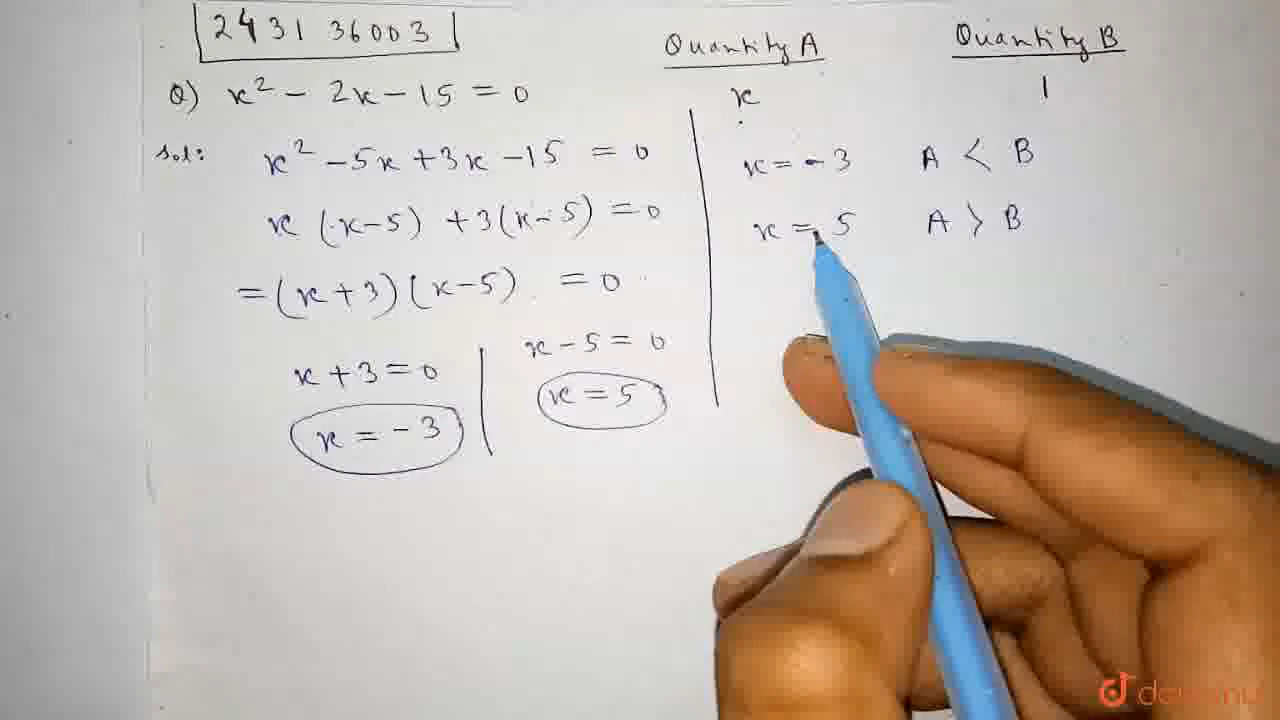 2431 36003
Quantity A
Quantity B
Q) x² - 2x - 15 = 0
x
1
Sol: x² - 5x + 3x - 15 = 0
x (x-5) + 3(x-5) = 0
= (x+3)(x-5) = 0
x + 3 = 0
x = -3
x - 5 = 0
x = 5
x = -3 A < B
x = 5 A > B